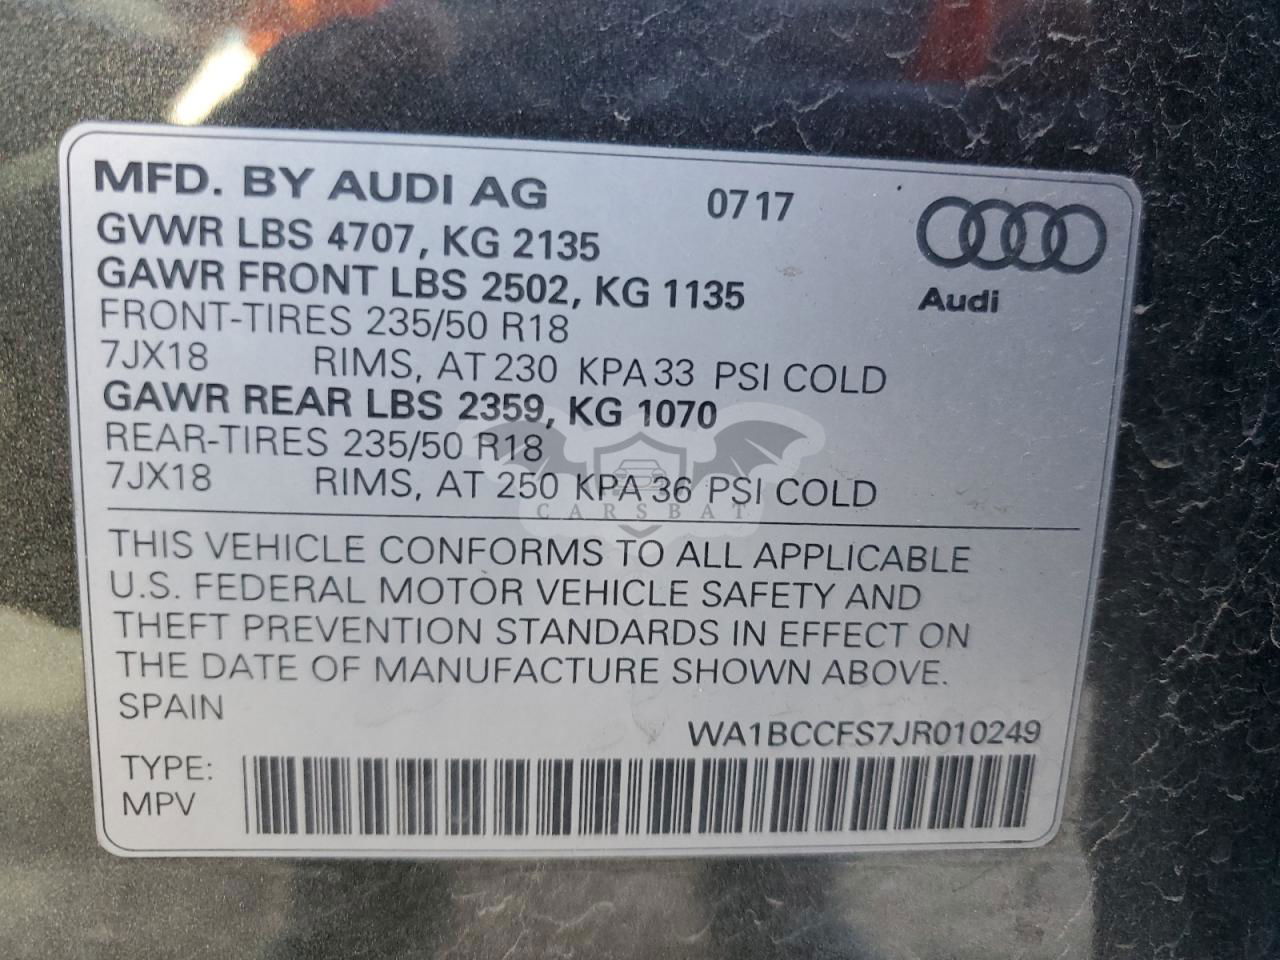 MFD. BY AUDI AG 0717
GVWR LBS 4707, KG 2135
GAWR FRONT LBS 2502, KG 1135
Audi
FRONT-TIRES 235/50 R18
7JX18 RIMS, AT 230 KPA 33 PSI COLD
GAWR REAR LBS 2359, KG 1070
REAR-TIRES 235/50 R18
7JX18 RIMS, AT 250 KPA 36 PSI COLD
CARSBAT
THIS VEHICLE CONFORMS TO ALL APPLICABLE
U.S. FEDERAL MOTOR VEHICLE SAFETY AND
THEFT PREVENTION STANDARDS IN EFFECT ON
THE DATE OF MANUFACTURE SHOWN ABOVE.
SPAIN
WA1BCCFS7JR010249
TYPE:
MPV